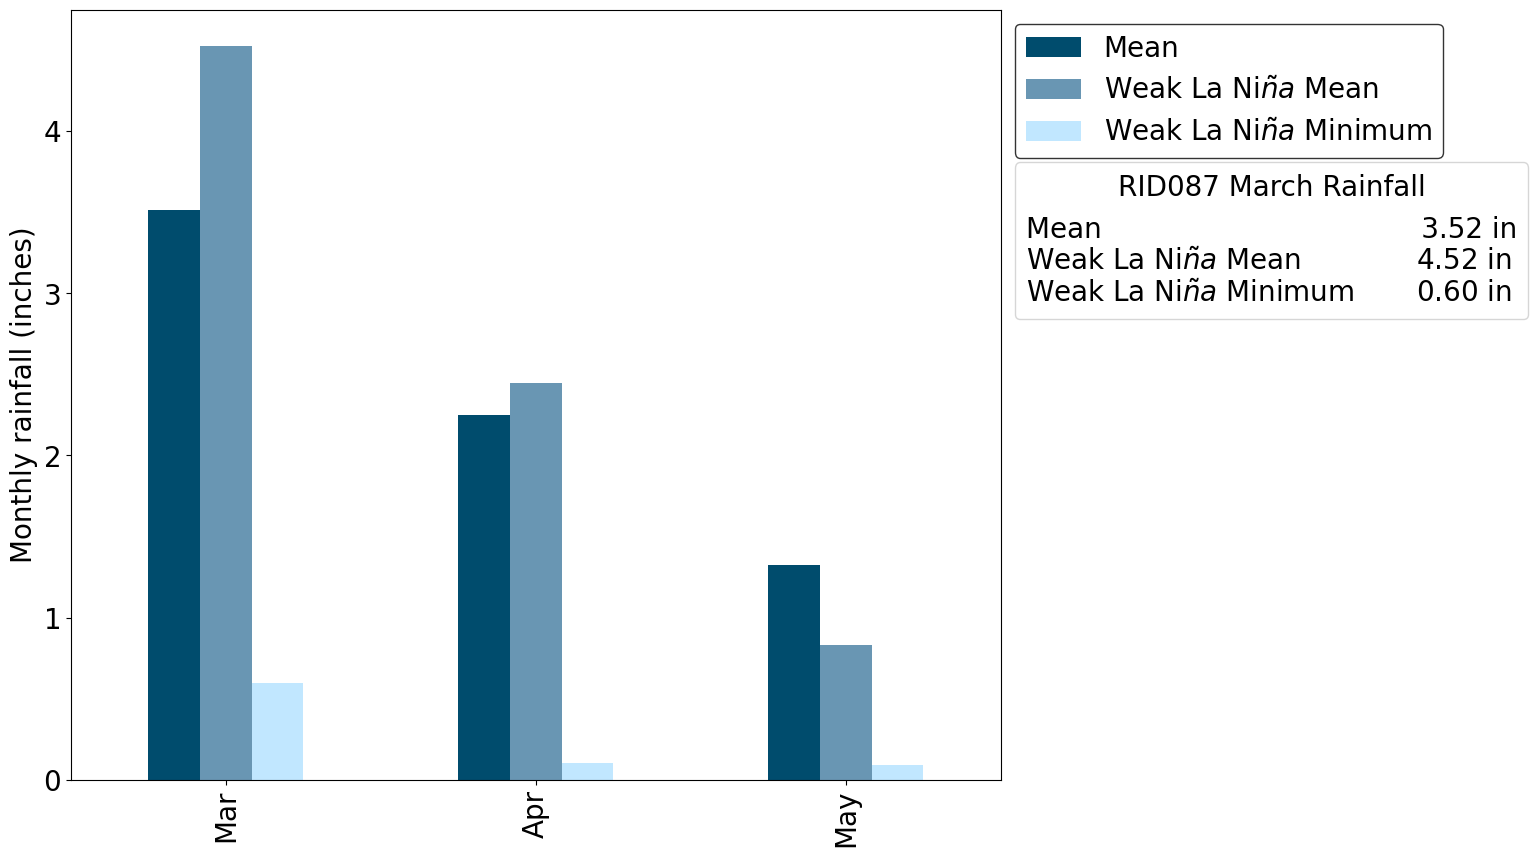 Monthly rainfall (inches)
4
3
2
1
0
Mar
Apr
May
Mean
Weak La Niña Mean
Weak La Niña Minimum
RID087 March Rainfall
Mean 3.52 in
Weak La Niña Mean 4.52 in
Weak La Niña Minimum 0.60 in